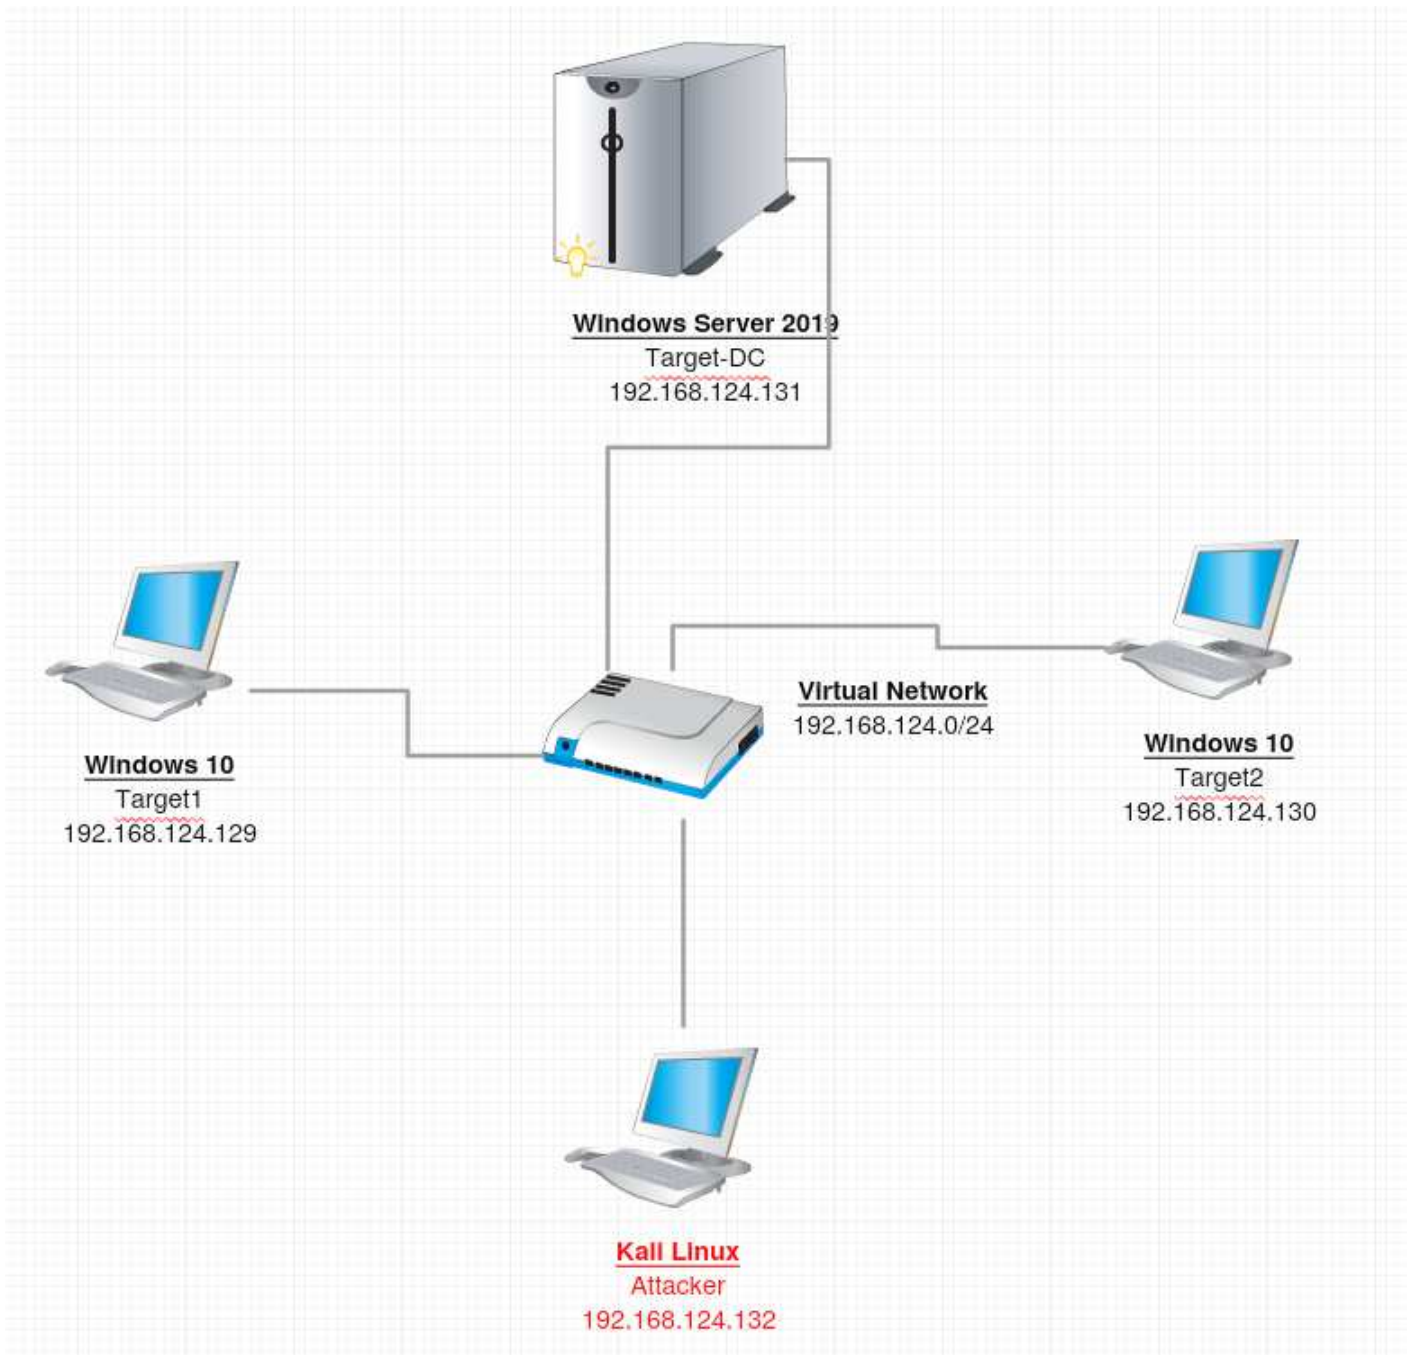 Windows Server 2019
Target-DC
192.168.124.131
Virtual Network
192.168.124.0/24
Windows 10
Target2
192.168.124.130
Windows 10
Target1
192.168.124.129
Kali Linux
Attacker
192.168.124.132